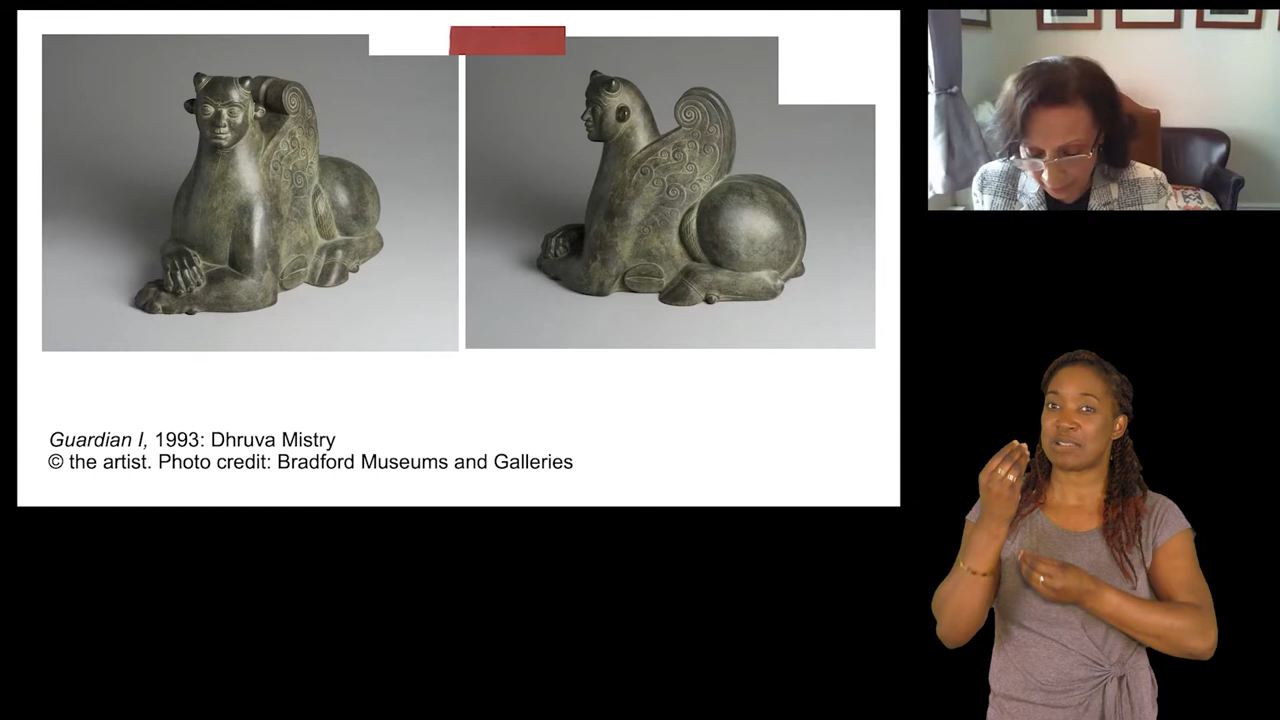 Guardian I, 1993: Dhruva Mistry
© the artist. Photo credit: Bradford Museums and Galleries